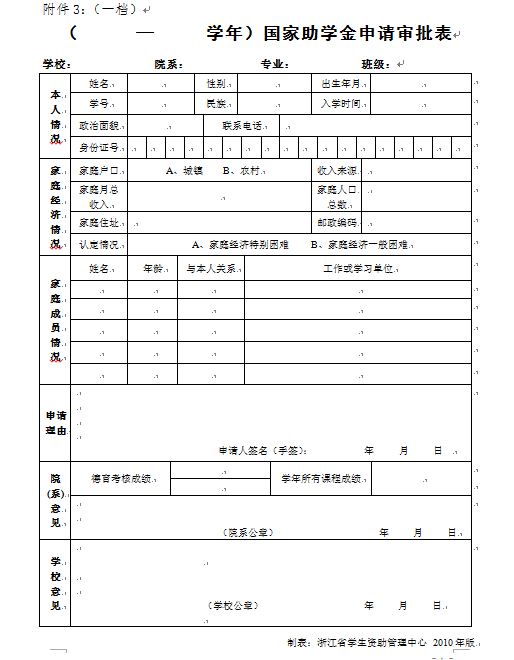 附件3:（一档）
（ — 学年）国家助学金申请审批表
学校： 院系： 专业： 班级：
本人情况
姓名 性别 出生年月
学号 民族 入学时间
政治面貌 联系电话
身份证号
家庭经济情况
家庭户口 A、城镇 B、农村 收入来源
家庭月总收入 家庭人口总数
家庭住址 邮政编码
认定情况 A、家庭经济特别困难 B、家庭经济一般困难
家庭成员情况
姓名 年龄 与本人关系 工作或学习单位
申请理由
申请人签名（手签）： 年 月 日
院(系)意见
德育考核成绩 学年所有课程成绩
（院系公章） 年 月 日
学校意见
（学校公章） 年 月 日
制表：浙江省学生资助管理中心 2010年版